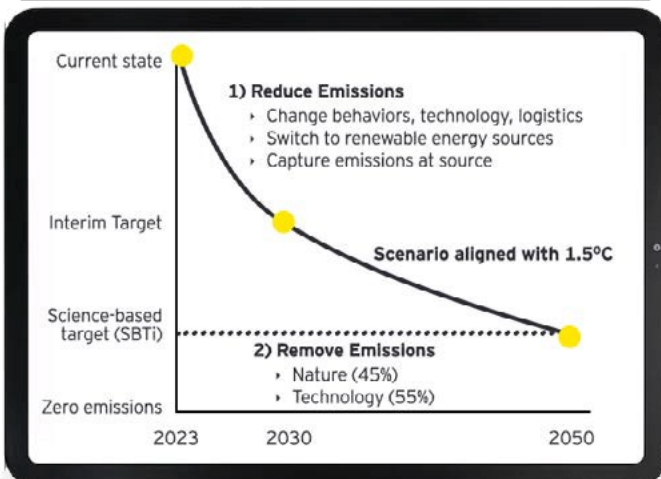 Current state
1) Reduce Emissions
‣ Change behaviors, technology, logistics
‣ Switch to renewable energy sources
‣ Capture emissions at source
Interim Target
Scenario aligned with 1.5ºC
Science-based
target (SBTi)
2) Remove Emissions
‣ Nature (45%)
‣ Technology (55%)
Zero emissions
2023 2030 2050